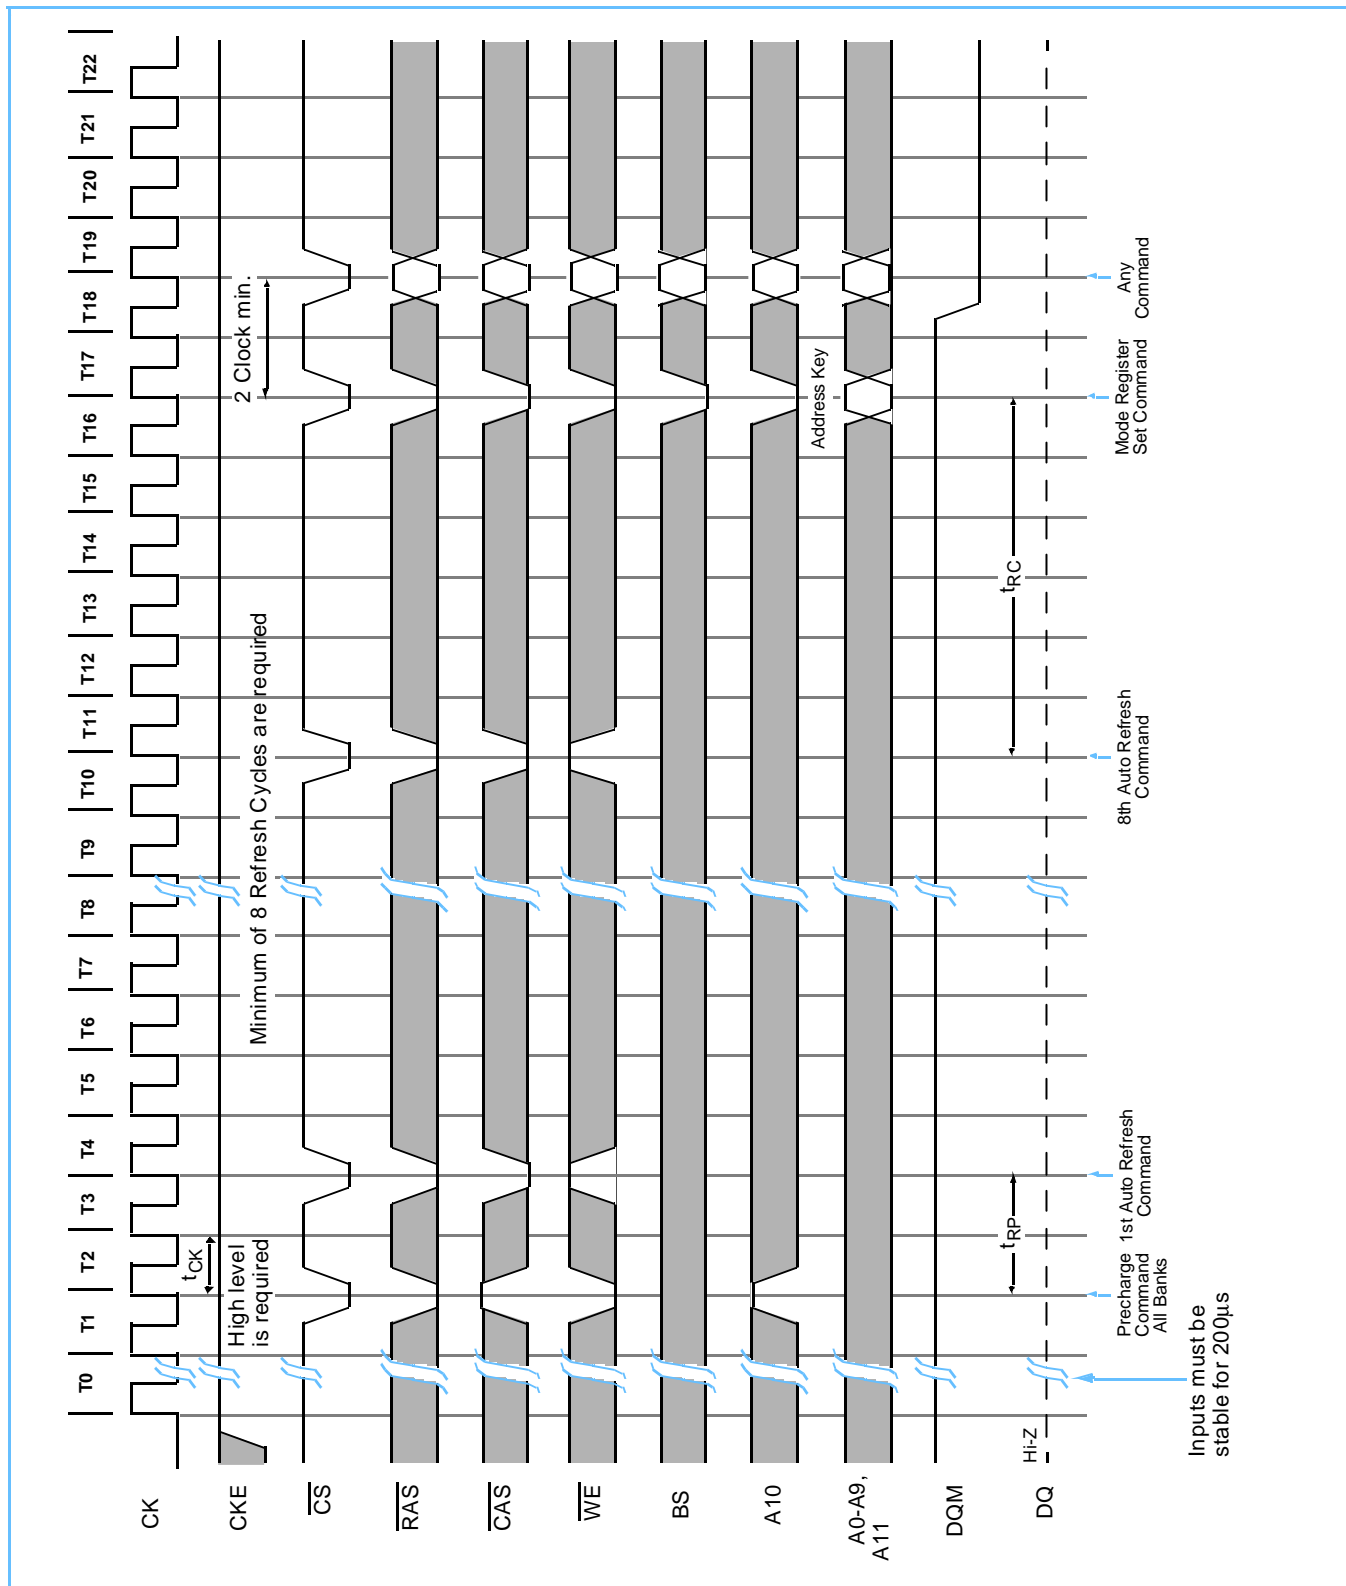 T0 T1 T2 T3 T4 T5 T6 T7 T8 T9 T10 T11 T12 T13 T14 T15 T16 T17 T18 T19 T20 T21 T22
CK
tCK
CKE
High level
is required
Minimum of 8 Refresh Cycles are required
2 Clock min.
CS
RAS
CAS
WE
BS
A10
Address Key
A0-A9,
A11
DQM
tRP
tRC
DQ
Hi-Z
Precharge
Command
All Banks
1st Auto Refresh
Command
8th Auto Refresh
Command
Mode Register
Set Command
Any
Command
Inputs must be
stable for 200µs